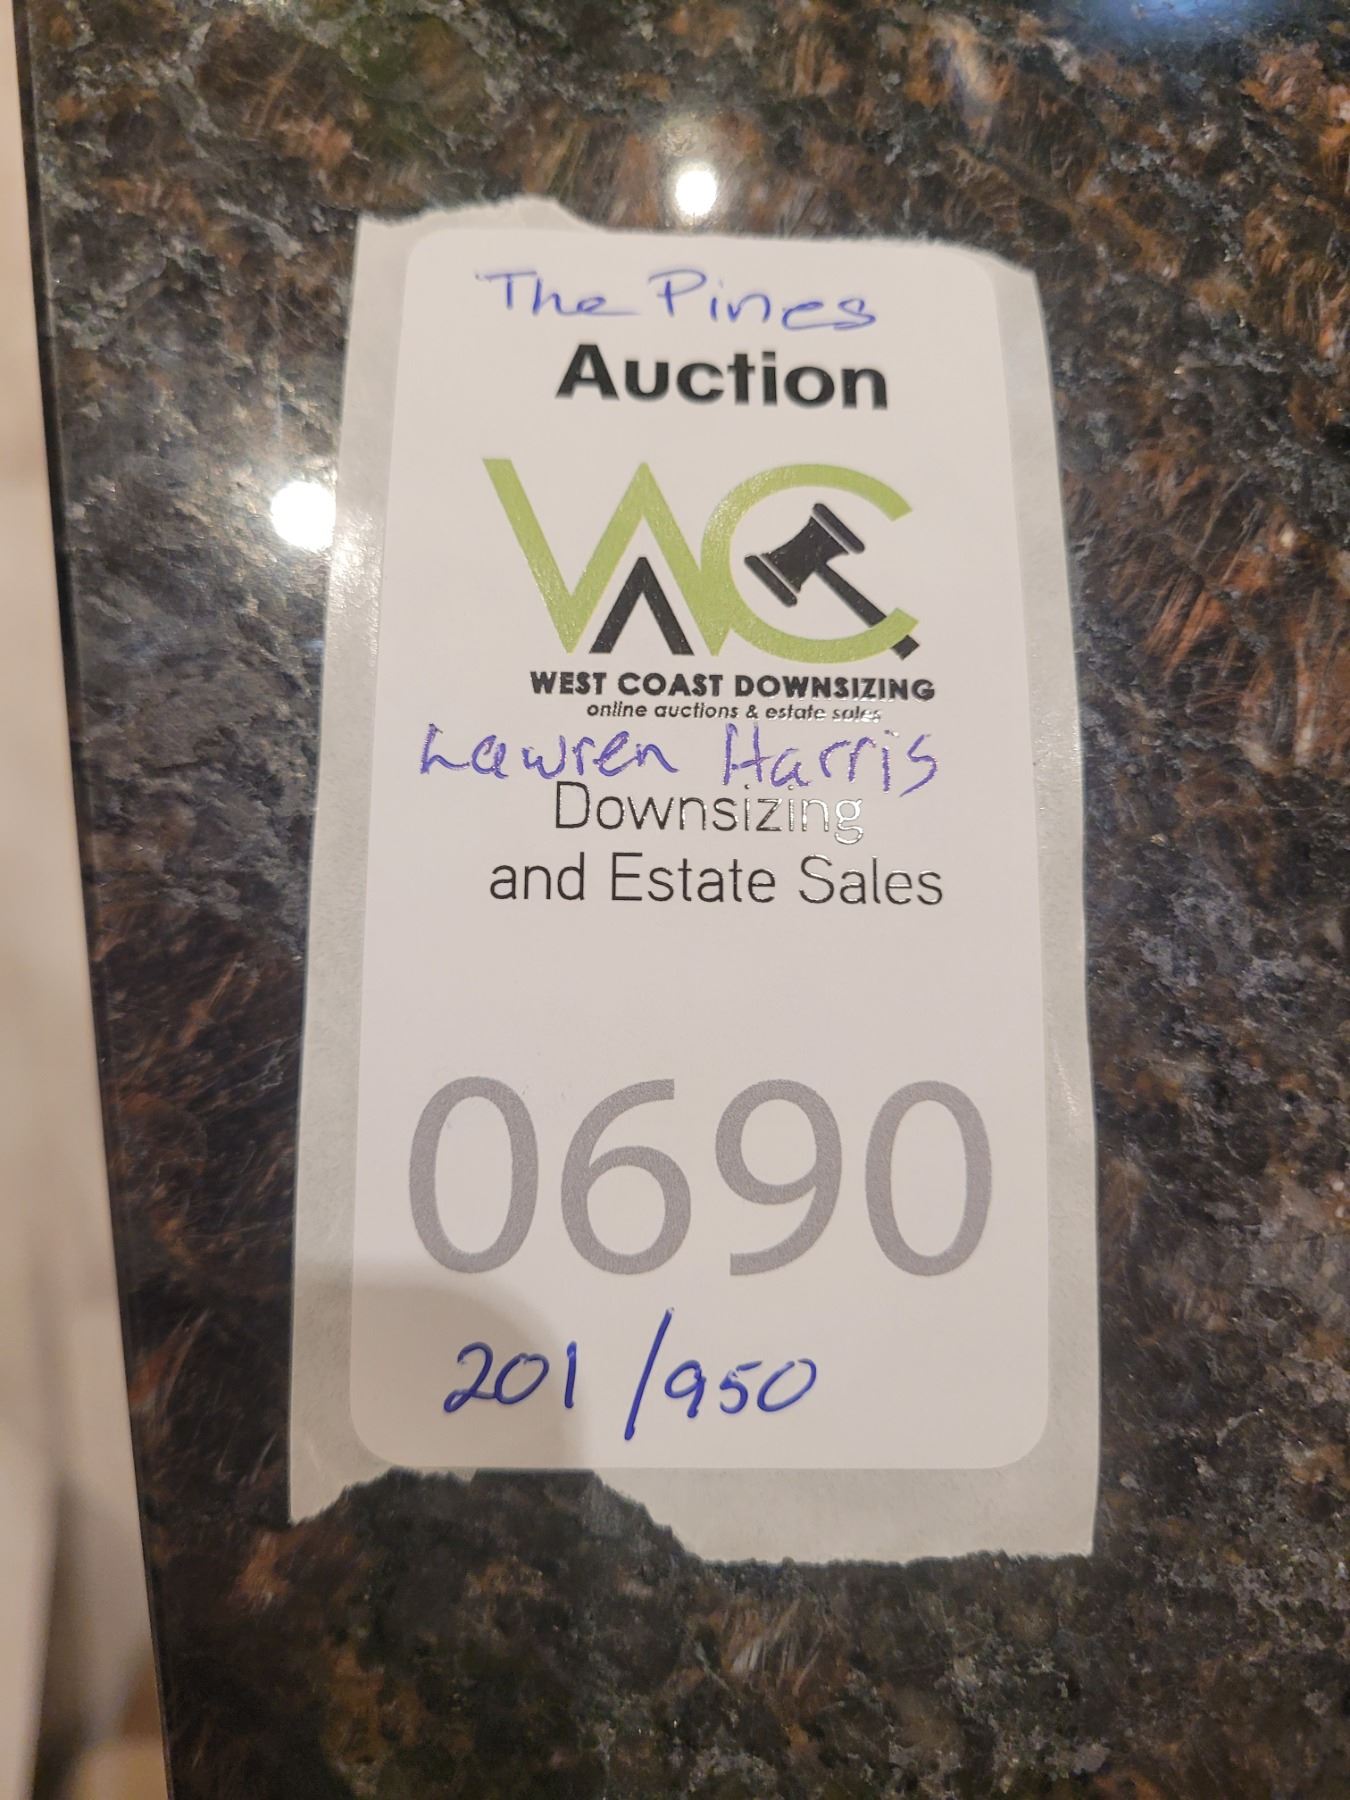 The Pines
Auction
WAC
WEST COAST DOWNSIZING
online auctions & estate sales
Lawren Harris
Downsizing
and Estate Sales
0690
201/950